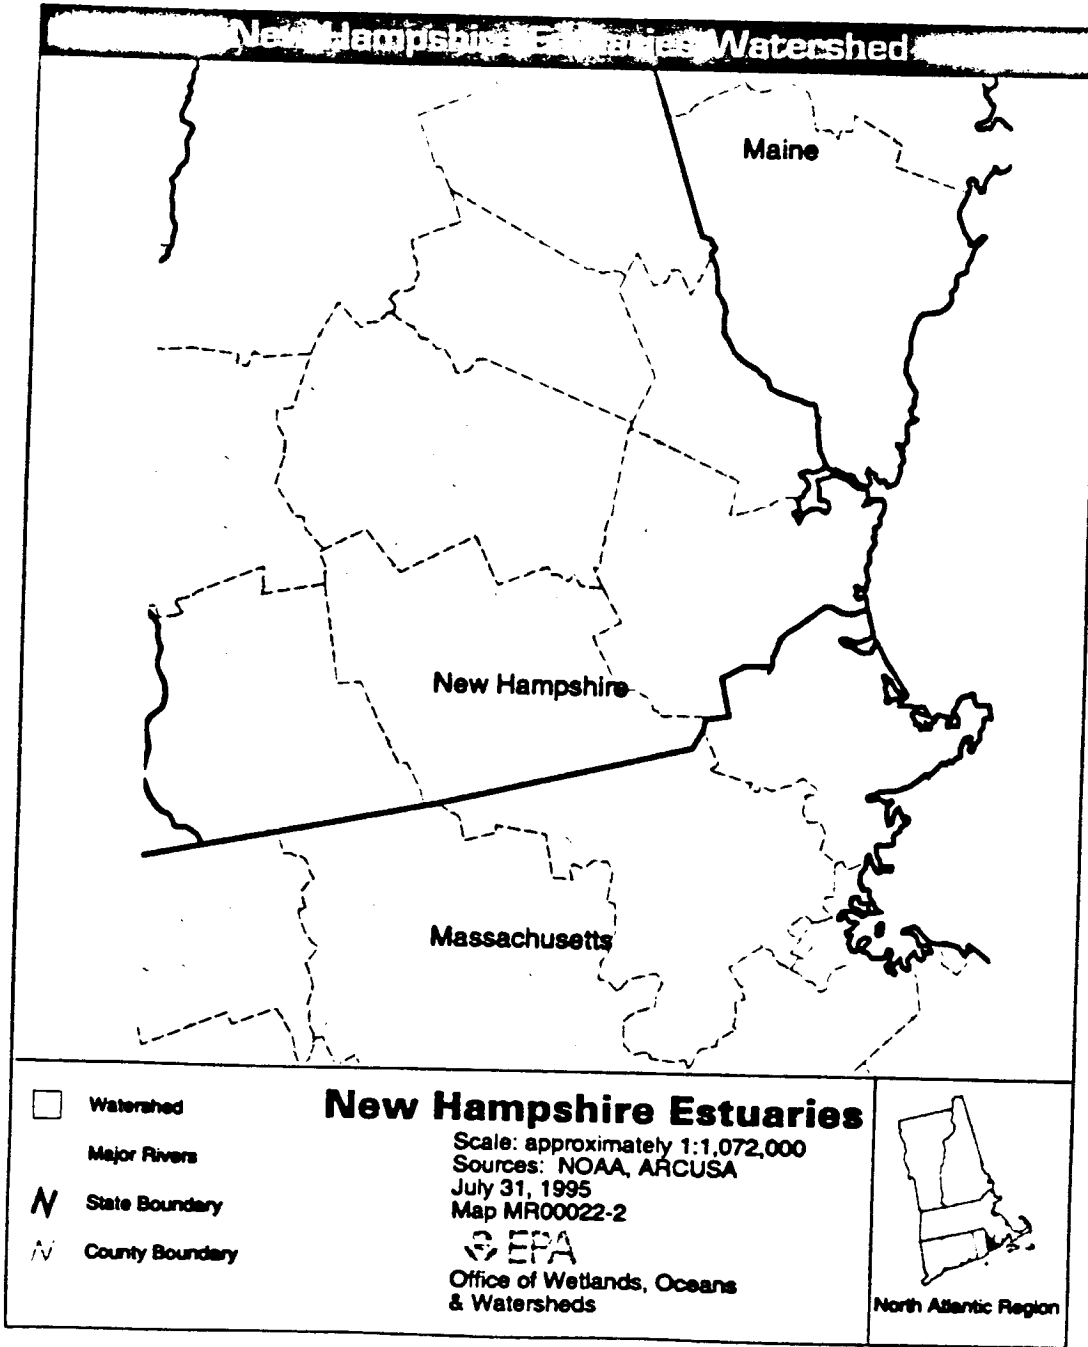 New Hampshire Estuaries Watershed
Maine
New Hampshire
Massachusetts
Watershed
Major Rivers
State Boundary
County Boundary
New Hampshire Estuaries
Scale: approximately 1:1,072,000
Sources: NOAA, ARCUSA
July 31, 1995
Map MR00022-2
EPA
Office of Wetlands, Oceans
& Watersheds
North Atlantic Region